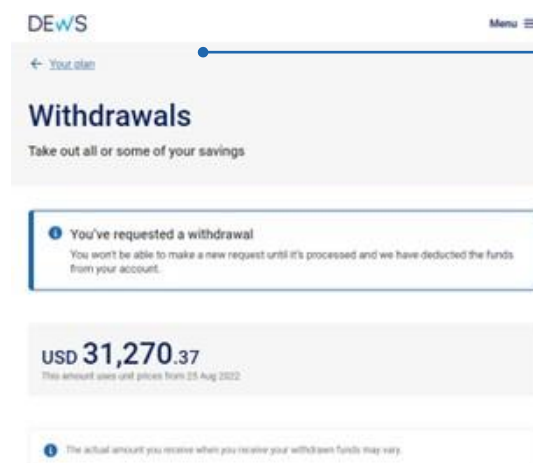 DEWS
Menu
Your plan
Withdrawals
Take out all or some of your savings
You've requested a withdrawal
You won't be able to make a new request until it's processed and we have deducted the funds
from your account.
USD 31,270.37
This amount uses unit prices from 25 Aug 2022
The actual amount you receive when you receive your withdrawn funds may vary.